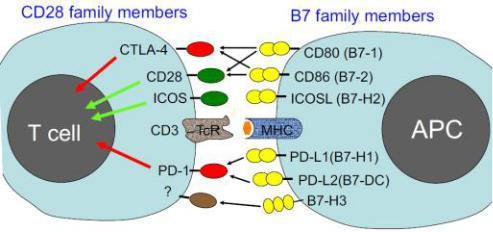 CD28 family members
B7 family members
CTLA-4
CD80 (B7-1)
CD28
CD86 (B7-2)
ICOS
ICOSL (B7-H2)
T cell
CD3
TcR
MHC
APC
PD-1
PD-L1(B7-H1)
PD-L2(B7-DC)
?
B7-H3